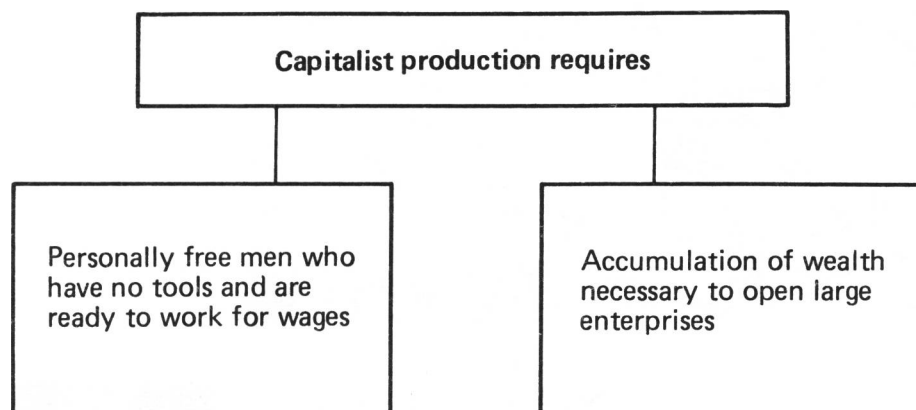 Capitalist production requires
Personally free men who
have no tools and are
ready to work for wages
Accumulation of wealth
necessary to open large
enterprises